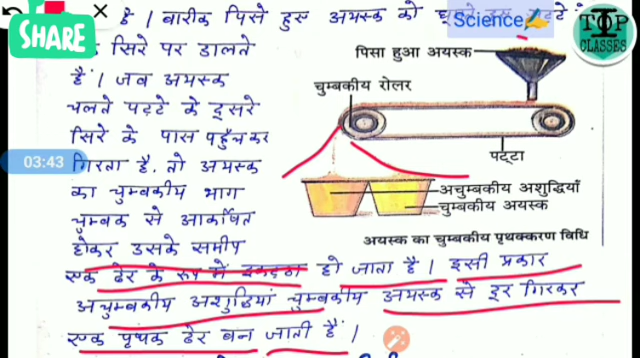 है । बारीक पिसे हुए अयस्क को
Science✍
TOP
CLASSES
SHARE
सिरे पर डालते
हैं । जब अयस्क
चलते पट्टे के दूसरे
सिरे के पास पहुँचकर
गिरता है, तो अयस्क
का चुम्बकीय भाग
चुम्बक से आकर्षित
होकर उसके समीप
एक ढेर के रूप में इकट्ठा हो जाता है । इसी प्रकार
अचुम्बकीय अशुद्धियां चुम्बकीय अयस्क से दूर गिरकर
एक पृथक ढेर बन जाती हैं ।
03:43
पिसा हुआ अयस्क
चुम्बकीय रोलर
पट्टा
अचुम्बकीय अशुद्धियाँ
चुम्बकीय अयस्क
अयस्क का चुम्बकीय पृथक्करण विधि